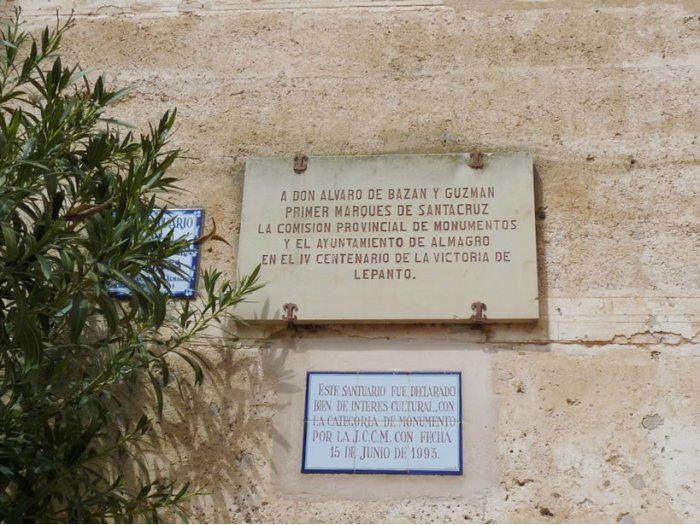 A DON ALVARO DE BAZAN Y GUZMAN
PRIMER MARQUES DE SANTACRUZ
LA COMISION PROVINCIAL DE MONUMENTOS
Y EL AYUNTAMIENTO DE ALMAGRO
EN EL IV CENTENARIO DE LA VICTORIA DE
LEPANTO.
ESTE SANTUARIO FUE DECLARADO
BIEN DE INTERES CULTURAL, CON
LA CATEGORIA DE MONUMENTO
POR LA J.C.C.M. CON FECHA
15 DE JUNIO DE 1993.